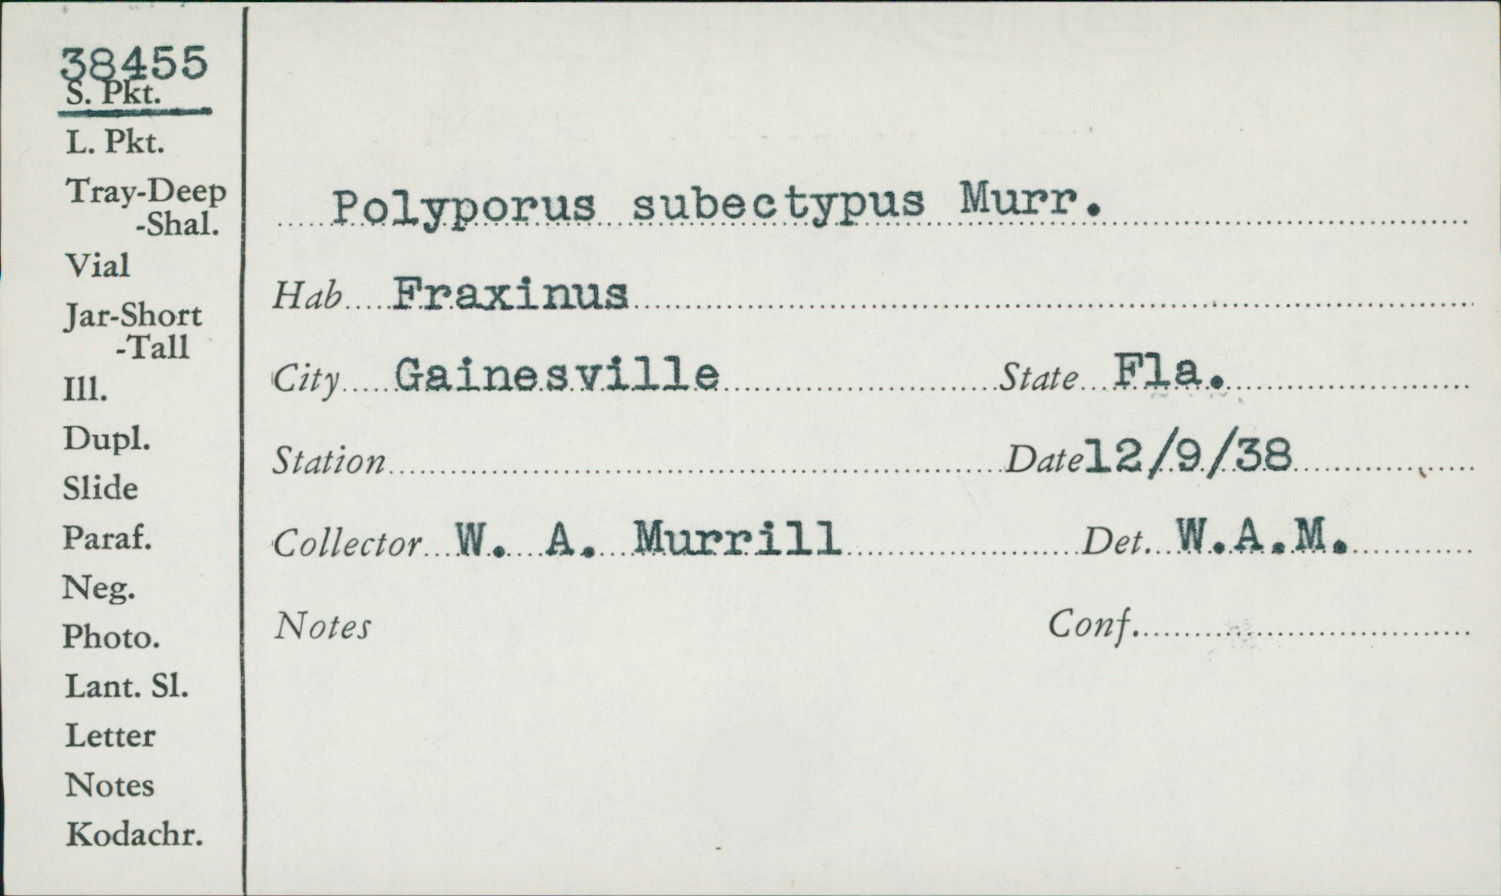 38455
S. Pkt.
L. Pkt.
Tray-Deep
-Shal.
Vial
Jar-Short
-Tall
Ill.
Dupl.
Slide
Paraf.
Neg.
Photo.
Lant. Sl.
Letter
Notes
Kodachr.
Polyporus subectypus Murr.
Hab Fraxinus
City Gainesville State Fla.
Station Date 12/9/38
Collector W. A. Murrill Det. W.A.M.
Notes Conf.